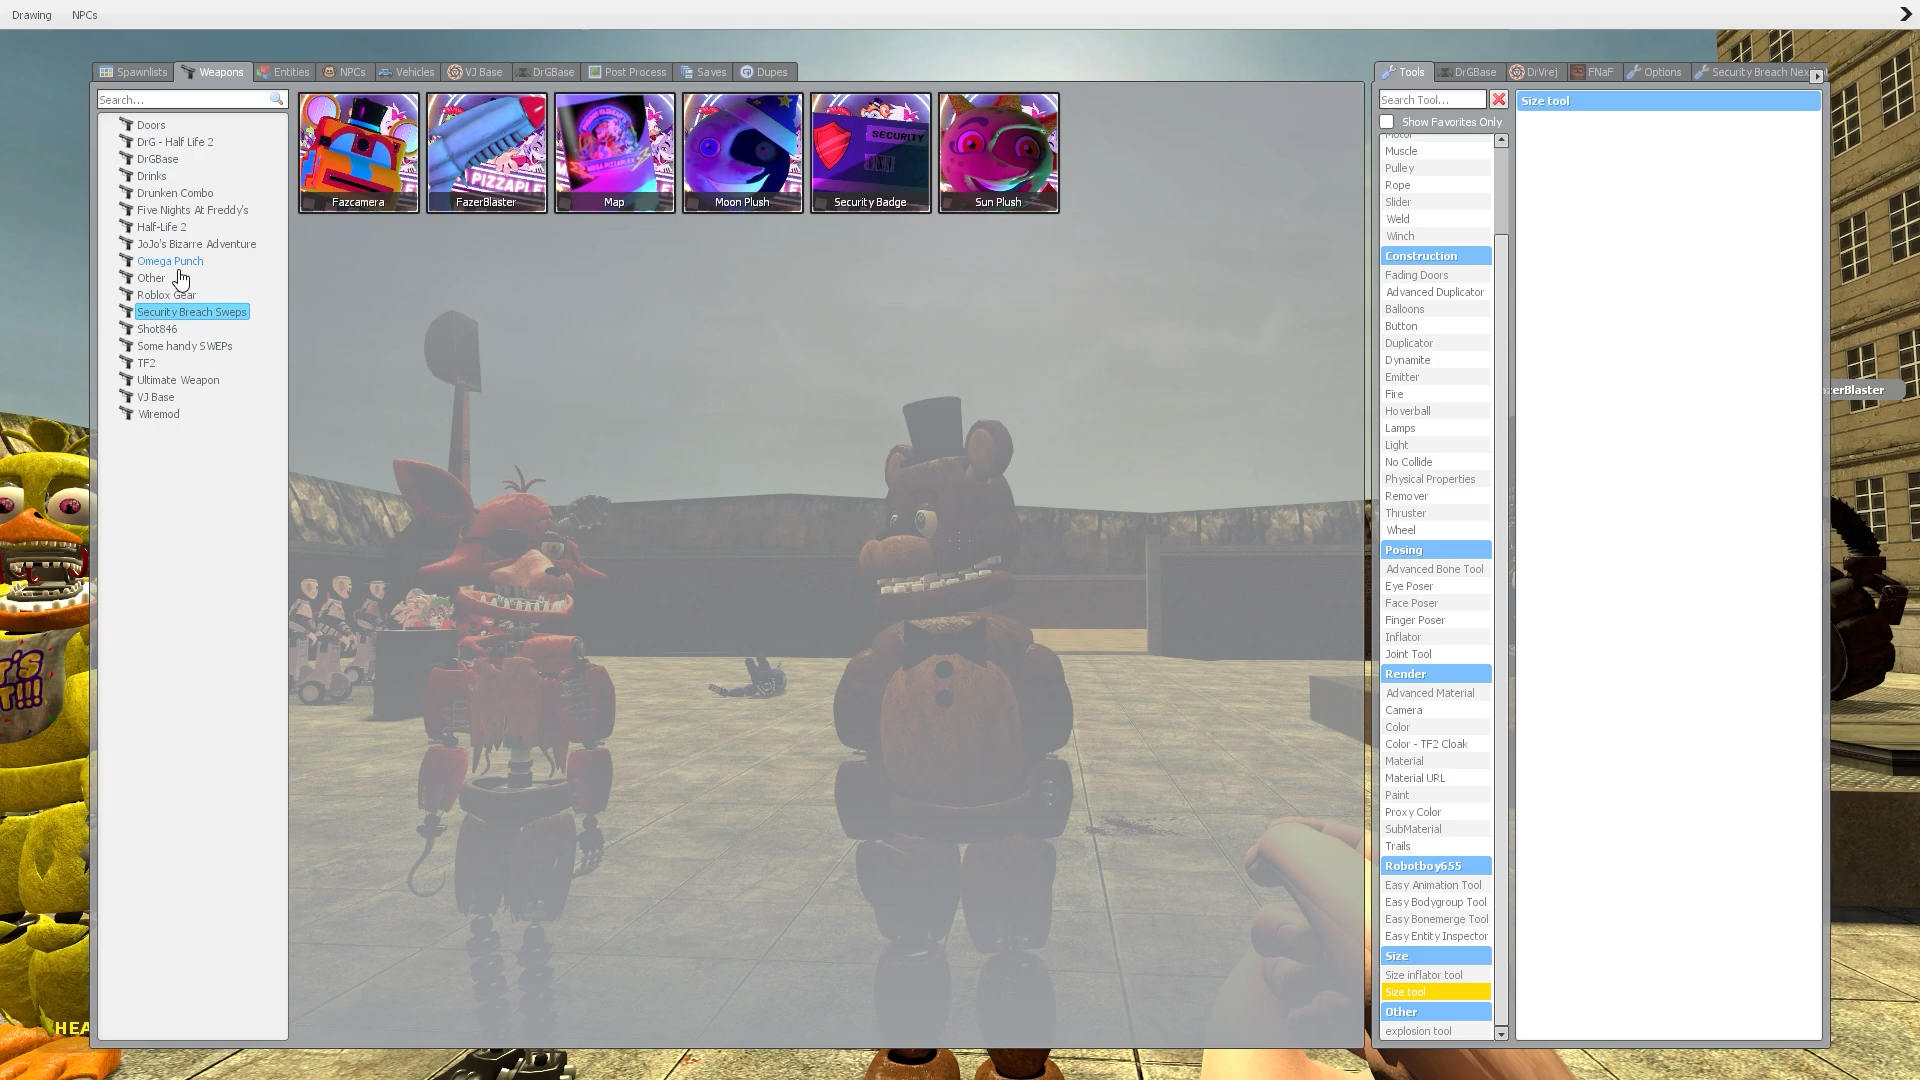 Drawing NPCs
Spawnlists Weapons Entities NPCs Vehicles VJ Base DrGBase Post Process Saves Dupes
Search...
Doors
DrG - Half Life 2
DrGBase
Drinks
Drunken Combo
Five Nights At Freddy's
Half-Life 2
JoJo's Bizarre Adventure
Omega Punch
Other
Roblox Gear
Security Breach Sweps
Shot846
Some handy SWEPs
TF2
Ultimate Weapon
VJ Base
Wiremod
PIZZAPLE
SECURITY
Fazcamera FazerBlaster Map Moon Plush Security Badge Sun Plush
Tools DrGBase DrVrej FNaF Options Security Breach Nex
Search Tool...
Show Favorites Only
Motor
Muscle
Pulley
Rope
Slider
Weld
Winch
Construction
Fading Doors
Advanced Duplicator
Balloons
Button
Duplicator
Dynamite
Emitter
Fire
Hoverball
Lamps
Light
No Collide
Physical Properties
Remover
Thruster
Wheel
Posing
Advanced Bone Tool
Eye Poser
Face Poser
Finger Poser
Inflator
Joint Tool
Render
Advanced Material
Camera
Color
Color - TF2 Cloak
Material
Material URL
Paint
Proxy Color
SubMaterial
Trails
Robotboy655
Easy Animation Tool
Easy Bodygroup Tool
Easy Bonemerge Tool
Easy Entity Inspector
Size
Size inflator tool
Size tool
Other
explosion tool
Size tool
zerBlaster
'S
T!!!
HEA